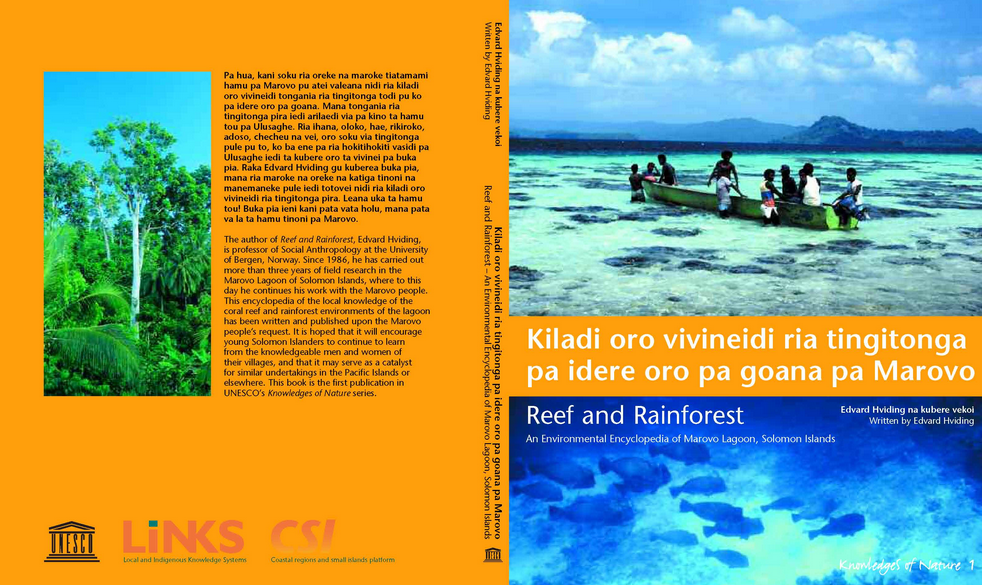 Pa hua, kani soku ria oreke na maroke tiatamami
hamu pa Marovo pu atei valeana nidi ria kiladi
oro vivineidi tongania ria tingitonga todi pu ko
pa idere oro pa goana. Mana tongania ria
tingitonga pira iedi arilaedi via pa kino ta hamu
tou pa Ulusaghe. Ria ihana, oloko, hae, rikiroko,
adoso, checheu na vei, oro soku via tingitonga
pule pu to, ko ba ene pa ria hokitihokiti vasidi pa
Ulusaghe iedi ta kubere oro ta vivinei pa buka
pia. Raka Edvard Hviding gu kuberea buka pia,
mana ria maroke na oreke na katiga tinoni na
manemaneke pule iedi totovei nidi ria kiladi oro
vivineidi ria tingitonga pira. Leana uka ta hamu
tou! Buka pia ieni kani pata vata holu, mana pata
va la ta hamu tinoni pa Marovo.
The author of Reef and Rainforest, Edvard Hviding,
is professor of Social Anthropology at the University
of Bergen, Norway. Since 1986, he has carried out
more than three years of field research in the
Marovo Lagoon of Solomon Islands, where to this
day he continues his work with the Marovo people.
This encyclopedia of the local knowledge of the
coral reef and rainforest environments of the lagoon
has been written and published upon the Marovo
people's request. It is hoped that it will encourage
young Solomon Islanders to continue to learn
from the knowledgeable men and women of
their villages, and that it may serve as a catalyst
for similar undertakings in the Pacific Islands or
elsewhere. This book is the first publication in
UNESCO's Knowledges of Nature series.
UNESCO
LiNKS
Local and Indigenous Knowledge Systems
CSI
Coastal regions and small islands platform
Edvard Hviding na kubere vekoi
Written by Edvard Hviding
Kiladi oro vivineidi ria tingitonga pa idere oro pa goana pa Marovo
Reef and Rainforest – An Environmental Encyclopedia of Marovo Lagoon, Solomon Islands
Kiladi oro vivineidi ria tingitonga
pa idere oro pa goana pa Marovo
Reef and Rainforest
An Environmental Encyclopedia of Marovo Lagoon, Solomon Islands
Edvard Hviding na kubere vekoi
Written by Edvard Hviding
Knowledges of Nature 1